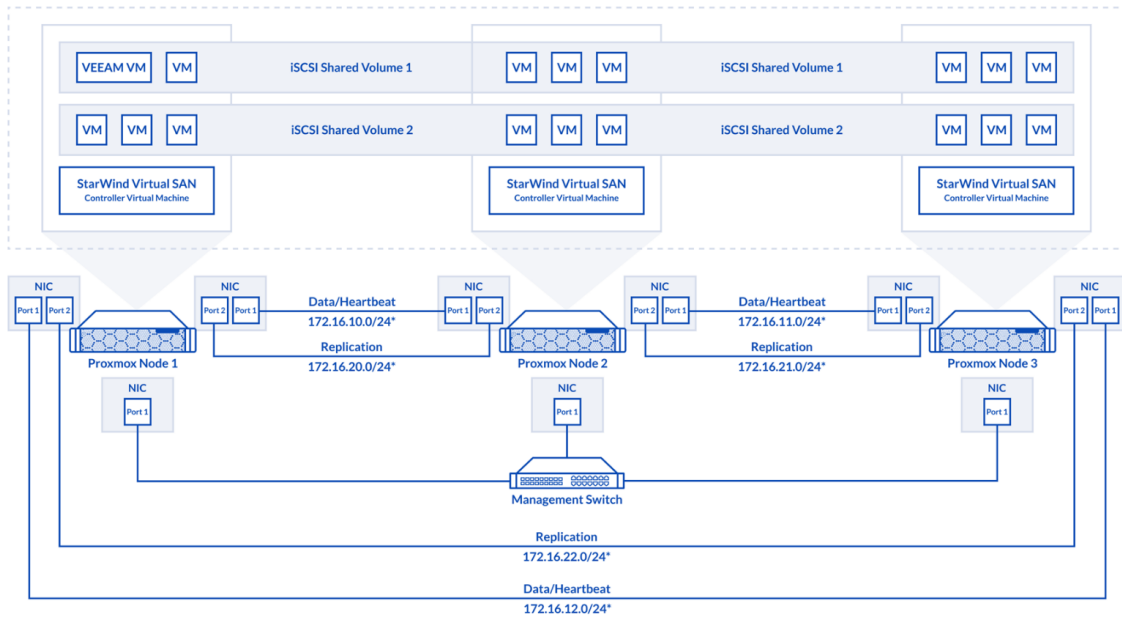 VEEAM VM
VM
iSCSI Shared Volume 1
VM
VM
VM
iSCSI Shared Volume 1
VM
VM
VM
VM
VM
VM
iSCSI Shared Volume 2
VM
VM
VM
iSCSI Shared Volume 2
VM
VM
VM
StarWind Virtual SAN
Controller Virtual Machine
StarWind Virtual SAN
Controller Virtual Machine
StarWind Virtual SAN
Controller Virtual Machine
NIC
Port 1
Port 2
NIC
Port 2
Port 1
Data/Heartbeat
172.16.10.0/24*
NIC
Port 1
Port 2
NIC
Port 2
Port 1
Data/Heartbeat
172.16.11.0/24*
NIC
Port 1
Port 2
NIC
Port 2
Port 1
Proxmox Node 1
Replication
172.16.20.0/24*
Proxmox Node 2
Replication
172.16.21.0/24*
Proxmox Node 3
NIC
Port 1
NIC
Port 1
NIC
Port 1
Management Switch
Replication
172.16.22.0/24*
Data/Heartbeat
172.16.12.0/24*